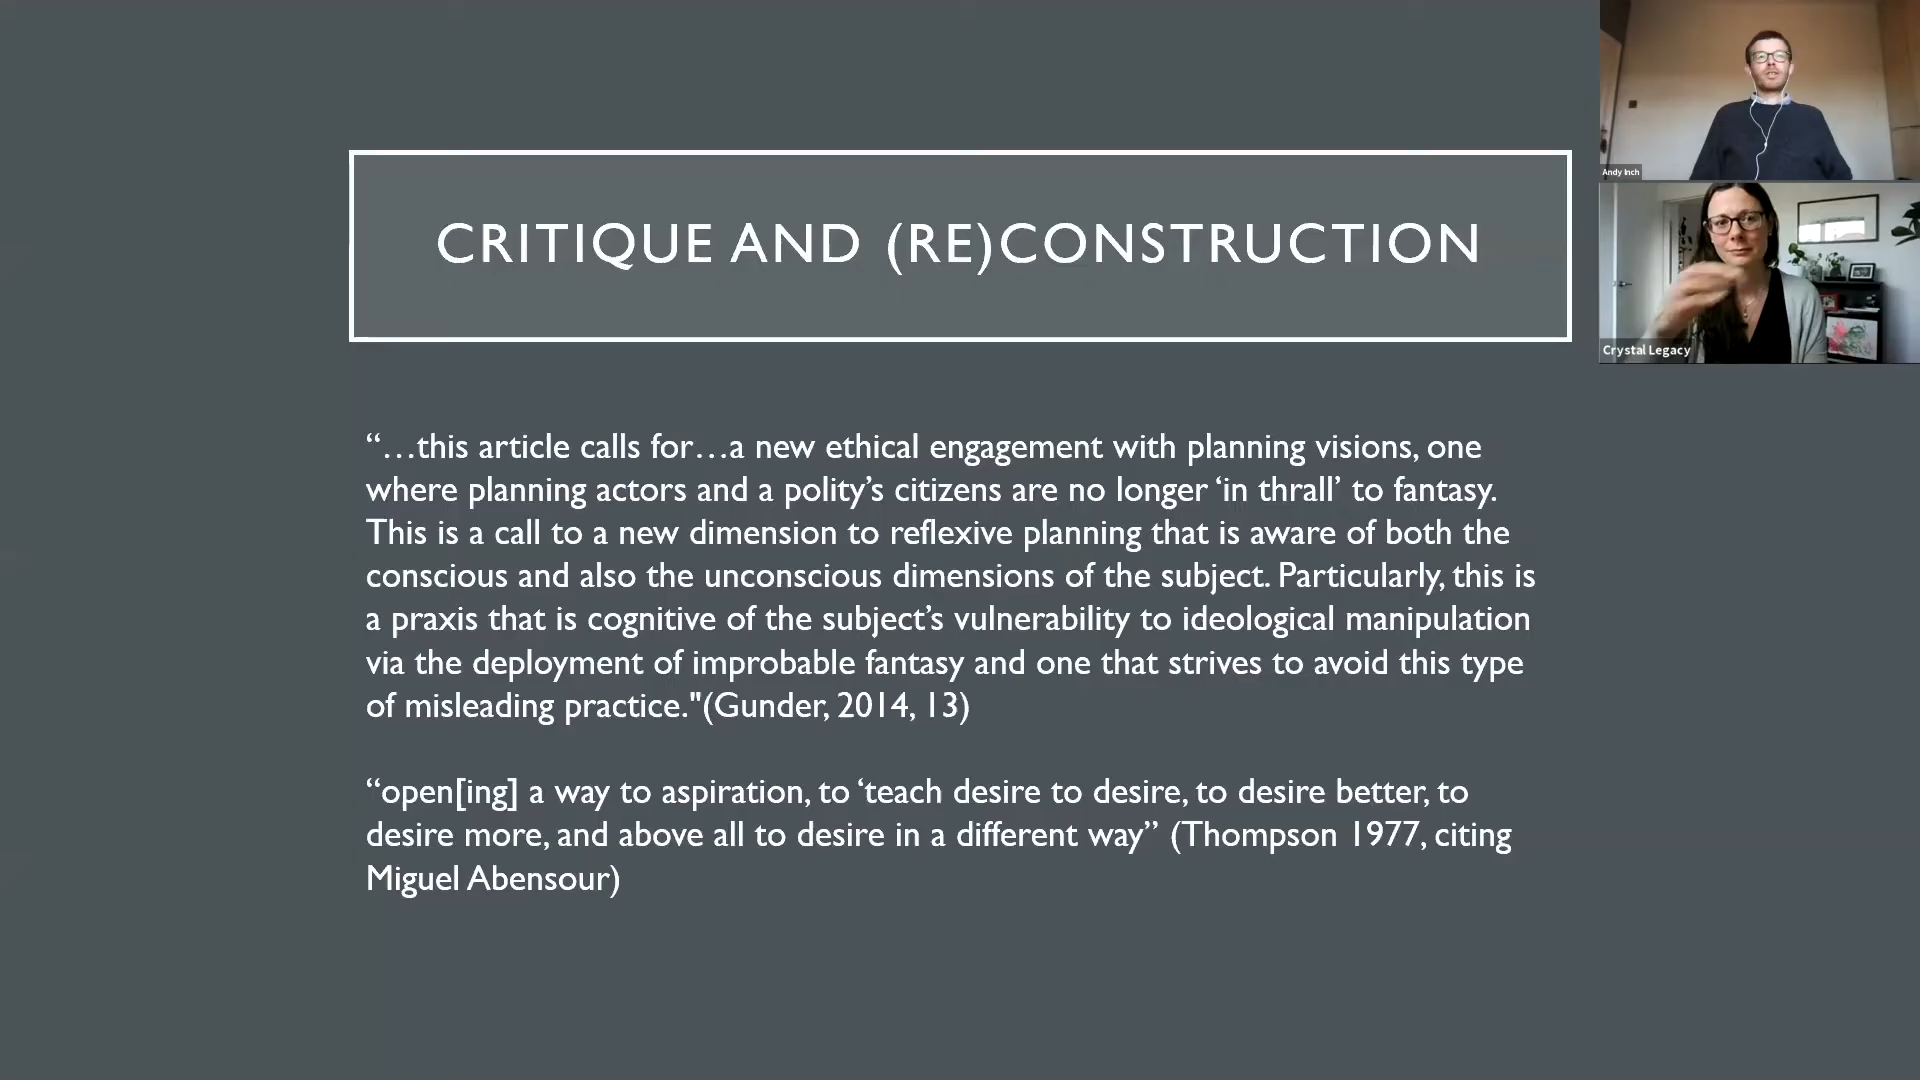 CRITIQUE AND (RE)CONSTRUCTION
“…this article calls for…a new ethical engagement with planning visions, one
where planning actors and a polity’s citizens are no longer ‘in thrall’ to fantasy.
This is a call to a new dimension to reflexive planning that is aware of both the
conscious and also the unconscious dimensions of the subject. Particularly, this is
a praxis that is cognitive of the subject’s vulnerability to ideological manipulation
via the deployment of improbable fantasy and one that strives to avoid this type
of misleading practice."(Gunder, 2014, 13)
“open[ing] a way to aspiration, to ‘teach desire to desire, to desire better, to
desire more, and above all to desire in a different way” (Thompson 1977, citing
Miguel Abensour)
Andy Inch
Crystal Legacy